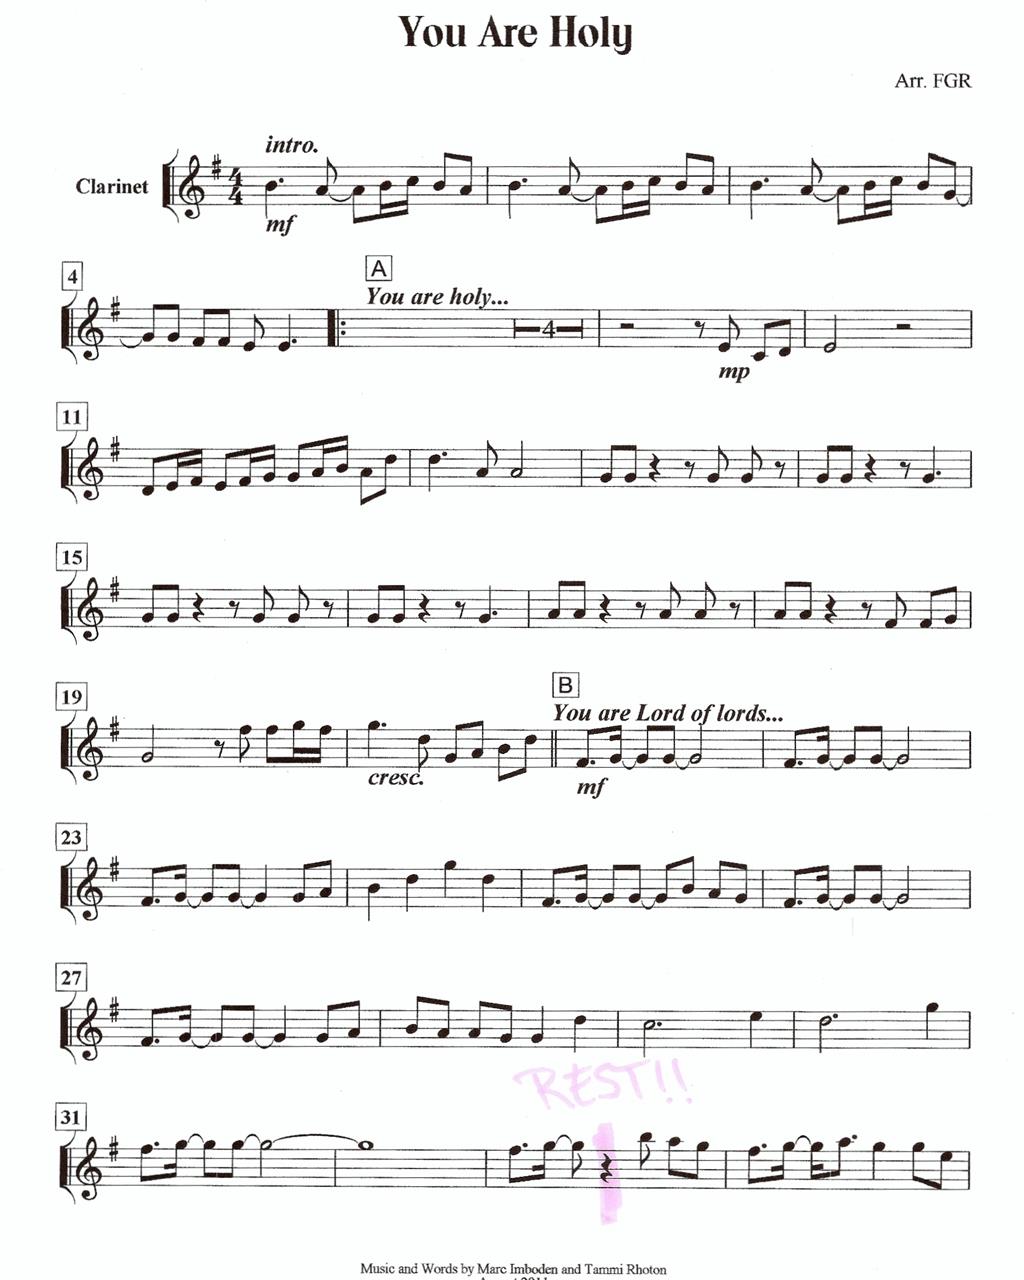 You Are Holy
Arr. FGR
intro.
Clarinet
mf
4
A
You are holy...
4
mp
11
15
19
B
You are Lord of lords...
cresc.
mf
23
27
REST!!
31
Music and Words by Marc Imboden and Tammi Rhoton